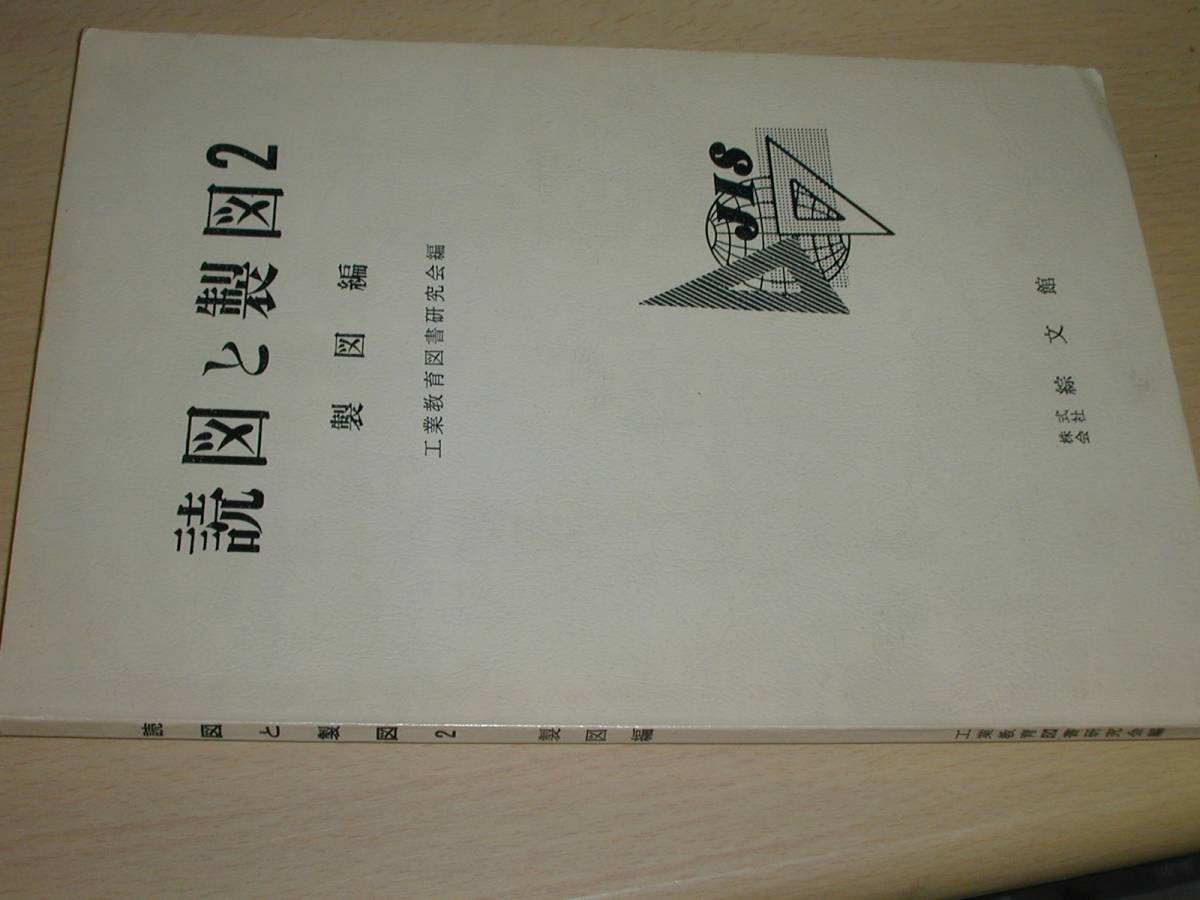 読図と製図2
製図編
工業教育図書研究会編
JIS
株式会社 綜文館
読図と製図 2 製図編 工業教育図書研究会編